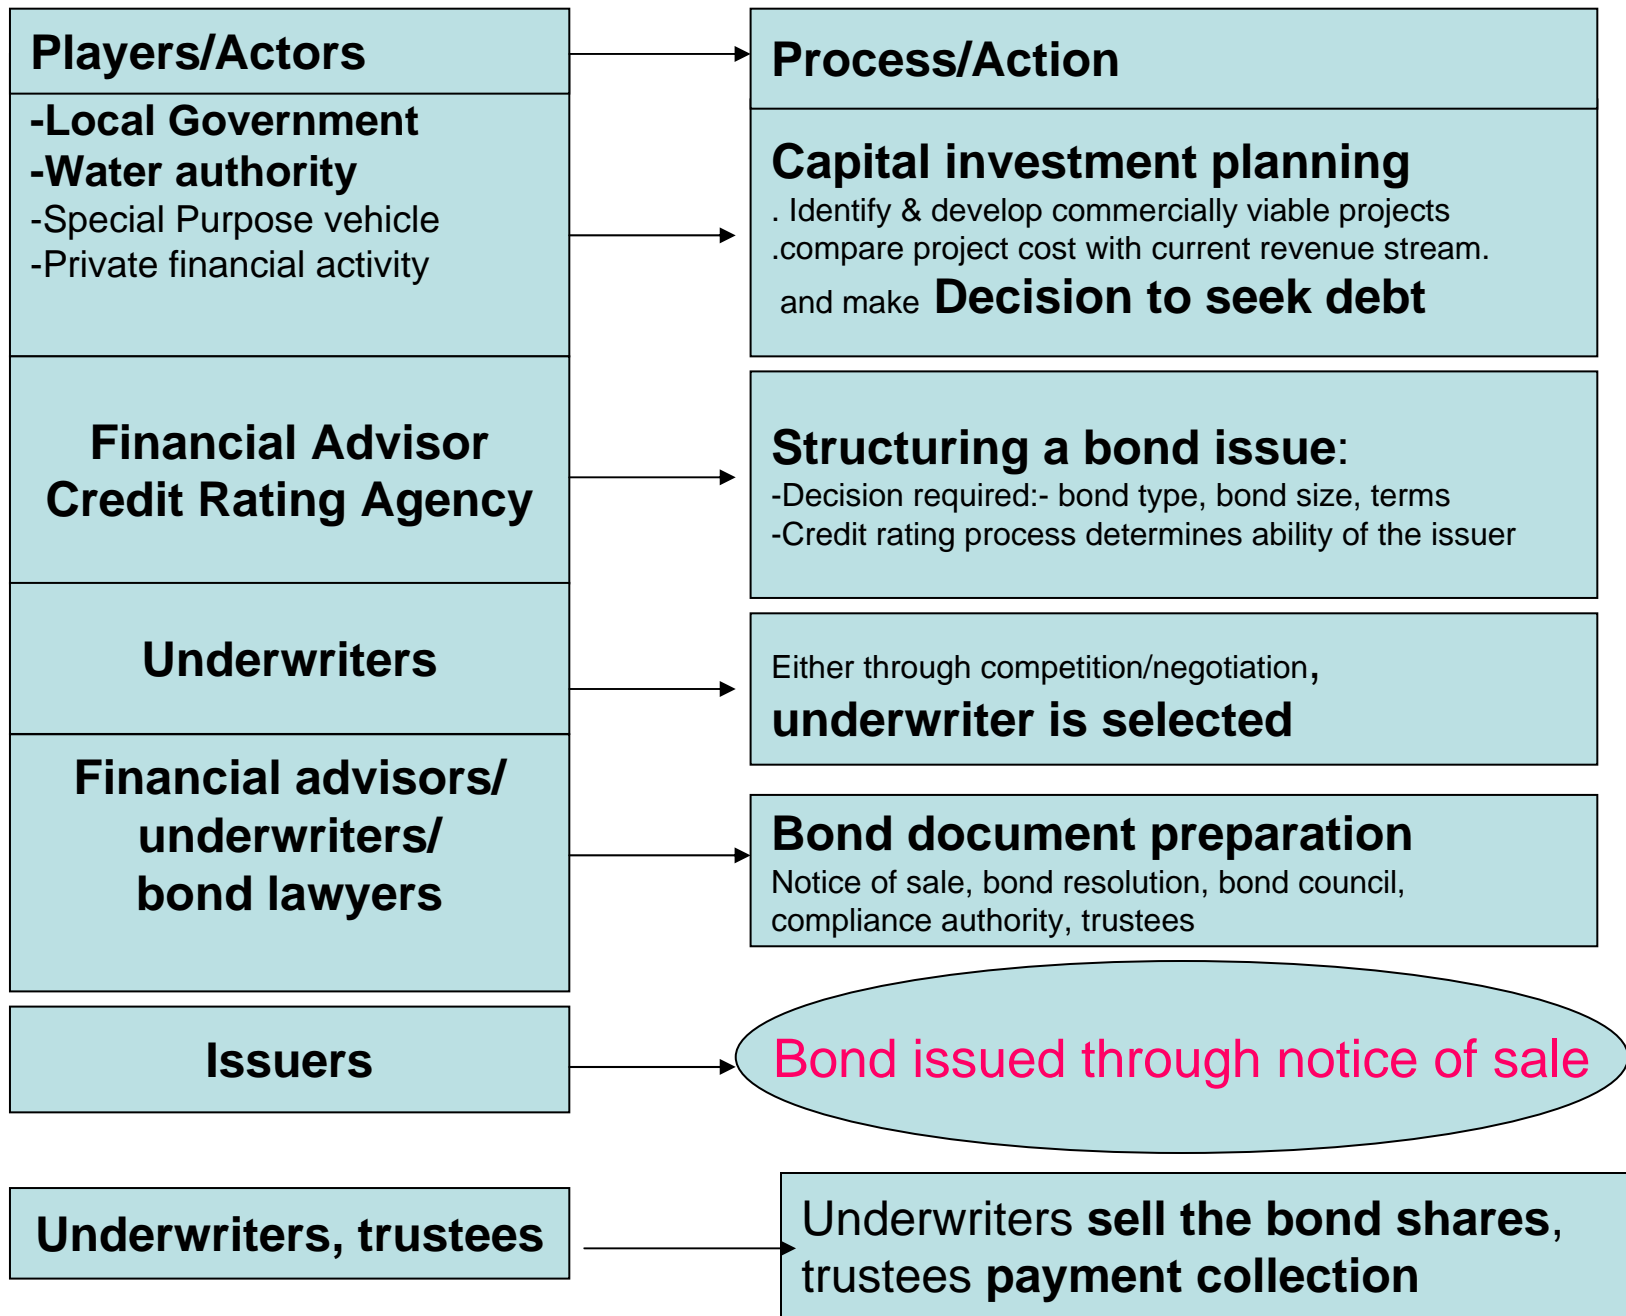 Players/Actors
Process/Action
-Local Government
-Water authority
-Special Purpose vehicle
-Private financial activity
Capital investment planning
. Identify & develop commercially viable projects
.compare project cost with current revenue stream.
and make Decision to seek debt
Financial Advisor
Credit Rating Agency
Structuring a bond issue:
-Decision required:- bond type, bond size, terms
-Credit rating process determines ability of the issuer
Underwriters
Either through competition/negotiation,
underwriter is selected
Financial advisors/
underwriters/
bond lawyers
Bond document preparation
Notice of sale, bond resolution, bond council,
compliance authority, trustees
Issuers
Bond issued through notice of sale
Underwriters, trustees
Underwriters sell the bond shares,
trustees payment collection